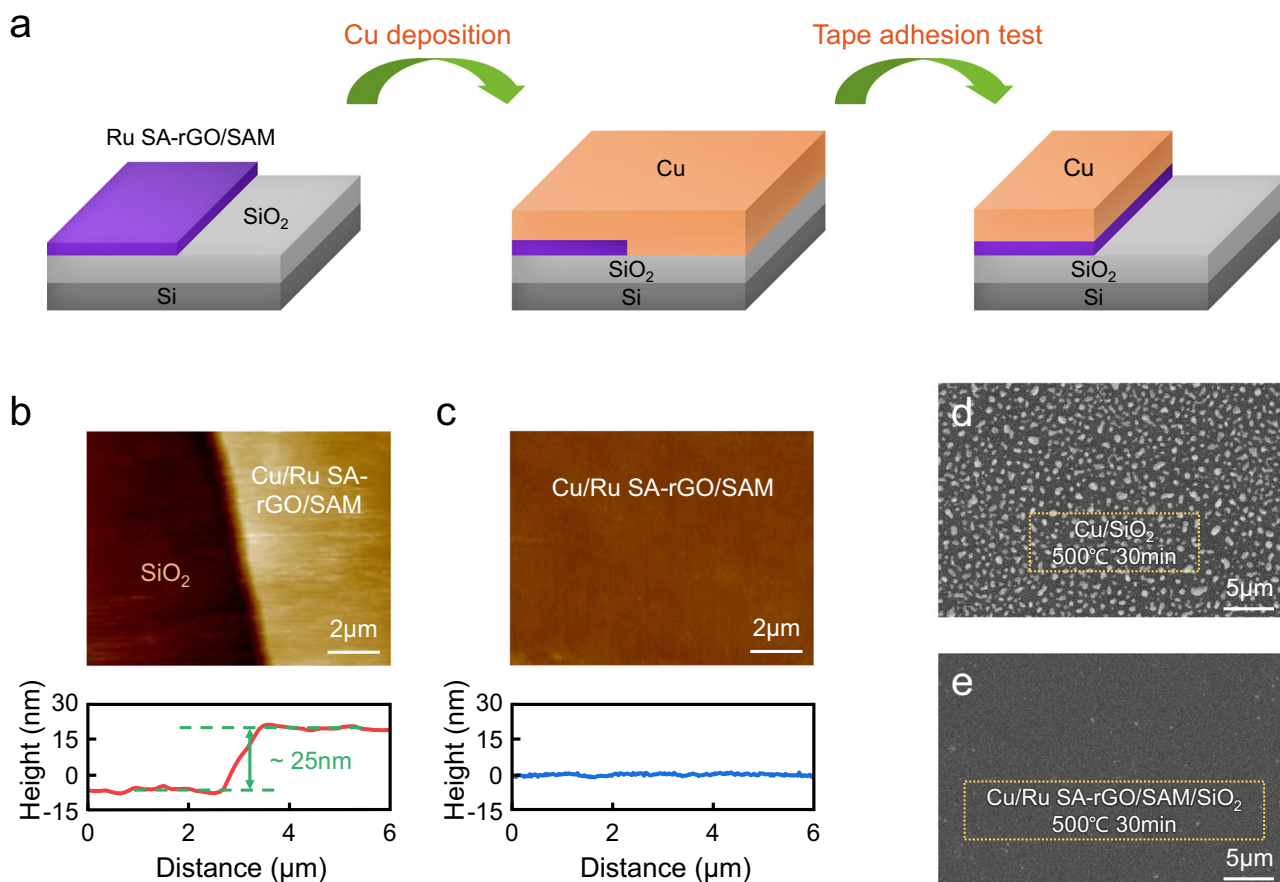 a
Cu deposition
Tape adhesion test
Ru SA-rGO/SAM
SiO₂
Si
Cu
SiO₂
Si
Cu
SiO₂
Si
b
Cu/Ru SA-
rGO/SAM
SiO₂
2μm
Height (nm)
30
15
0
-15
~ 25nm
0
2
4
6
Distance (μm)
c
Cu/Ru SA-rGO/SAM
2μm
Height (nm)
30
15
0
-15
0
2
4
6
Distance (μm)
d
Cu/SiO₂
500℃ 30min
5μm
e
Cu/Ru SA-rGO/SAM/SiO₂
500℃ 30min
5μm